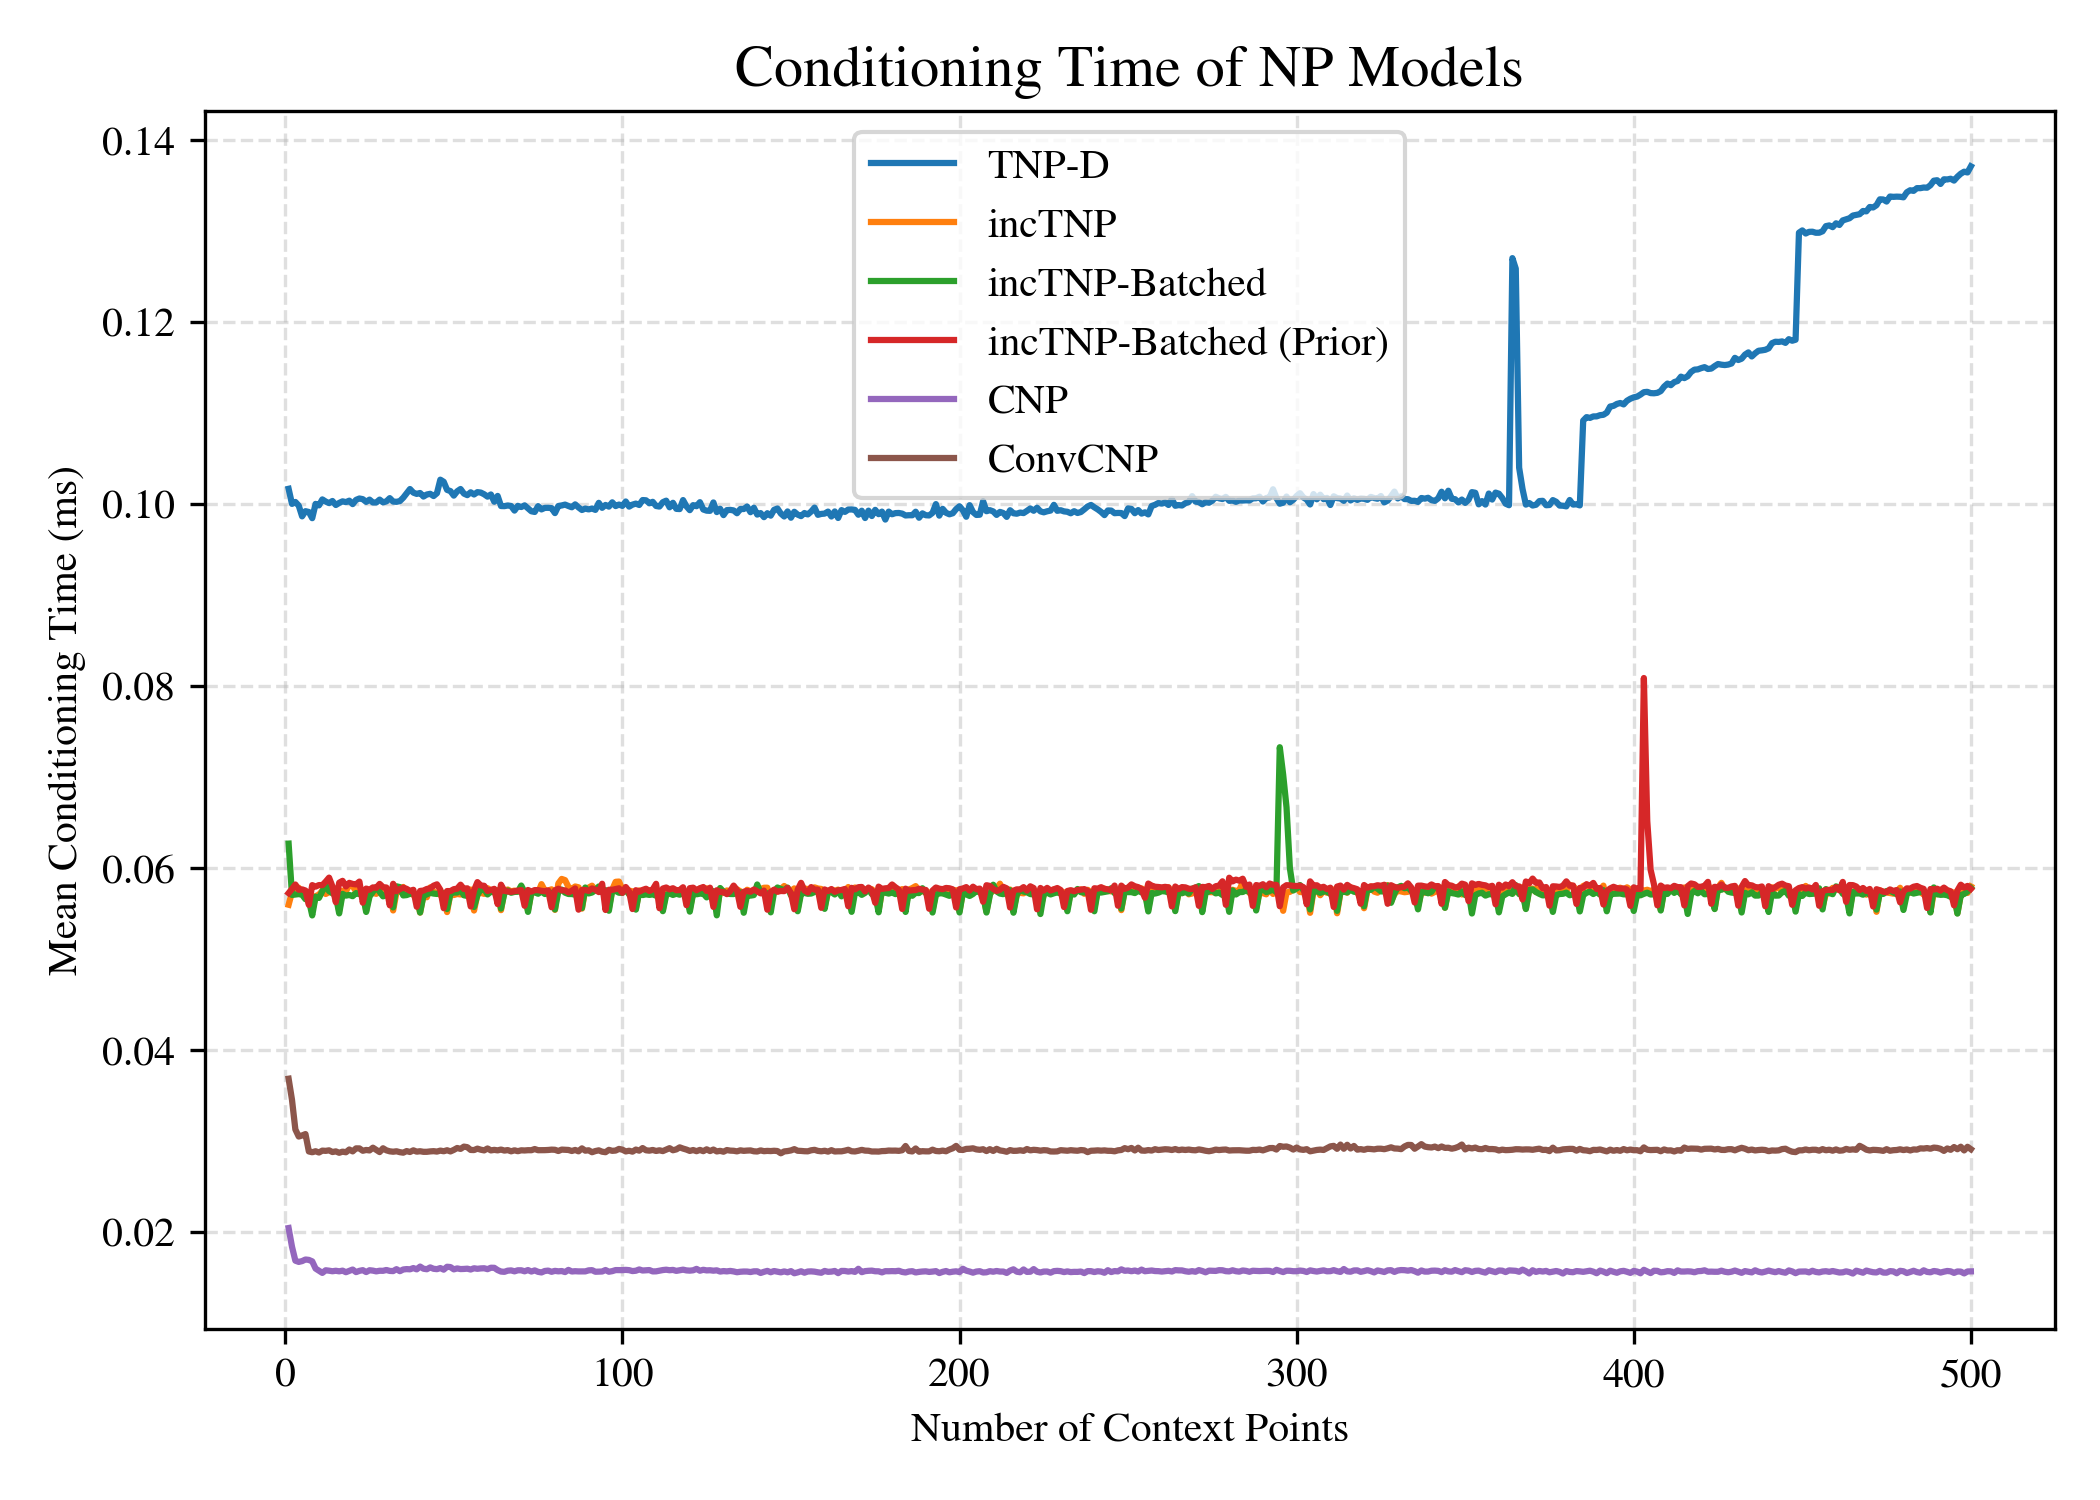 Conditioning Time of NP Models
0.14
0.12
0.10
0.08
0.06
0.04
0.02
Mean Conditioning Time (ms)
TNP-D
incTNP
incTNP-Batched
incTNP-Batched (Prior)
CNP
ConvCNP
0 100 200 300 400 500
Number of Context Points